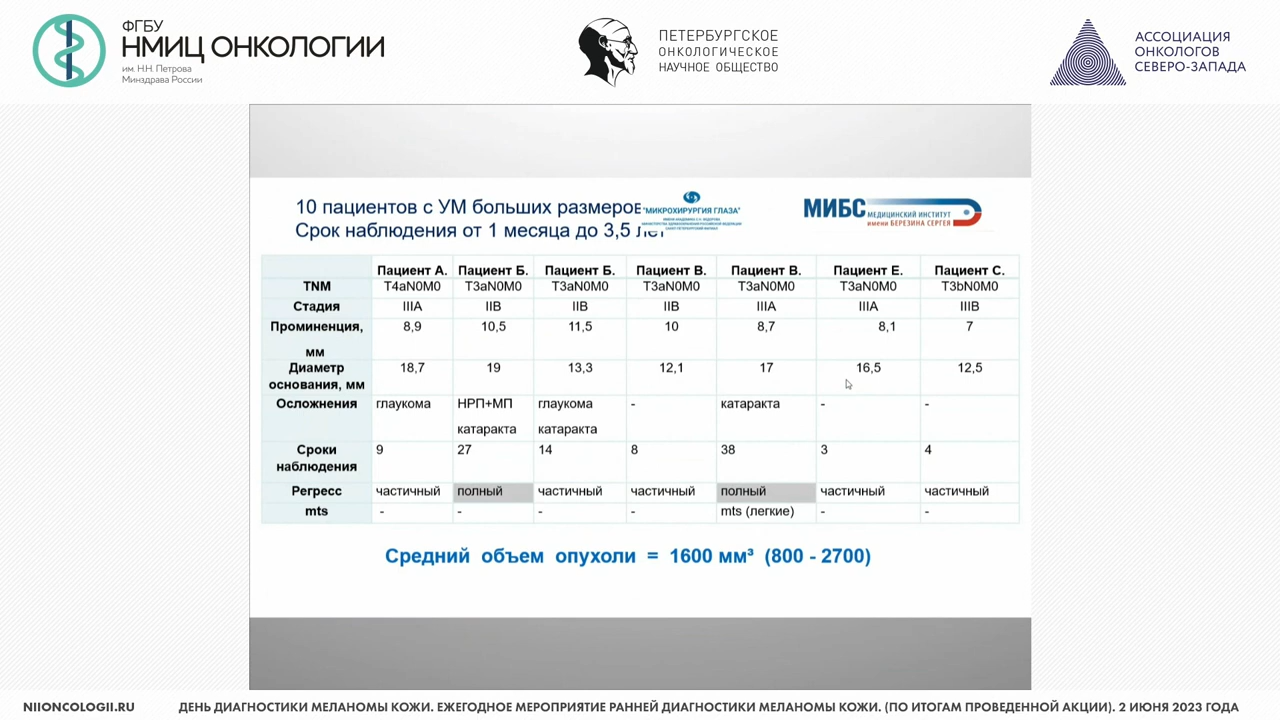 ФГБУ
НМИЦ ОНКОЛОГИИ
им. Н.Н. Петрова
Минздрава России
ПЕТЕРБУРГСКОЕ
ОНКОЛОГИЧЕСКОЕ
НАУЧНОЕ ОБЩЕСТВО
АССОЦИАЦИЯ
ОНКОЛОГОВ
СЕВЕРО-ЗАПАДА
10 пациентов с УМ больших размеров
Срок наблюдения от 1 месяца до 3,5 лет
"МИКРОХИРУРГИЯ ГЛАЗА"
МИБС МЕДИЦИНСКИЙ ИНСТИТУТ
имени БЕРЕЗИНА СЕРГЕЯ
Пациент А. Пациент Б. Пациент Б. Пациент В. Пациент В. Пациент Е. Пациент С.
TNM T4aN0M0 T3aN0M0 T3aN0M0 T3aN0M0 T3aN0M0 T3aN0M0 T3bN0M0
Стадия IIIA IIB IIB IIB IIIA IIIA IIIB
Проминенция, 8,9 10,5 11,5 10 8,7 8,1 7
мм
Диаметр 18,7 19 13,3 12,1 17 16,5 12,5
основания, мм
Осложнения глаукома НРП+МП глаукома - катаракта - -
катаракта катаракта
Сроки 9 27 14 8 38 3 4
наблюдения
Регресс частичный полный частичный частичный полный частичный частичный
mts - - - - mts (легкие) - -
Средний объем опухоли = 1600 мм³ (800 - 2700)
NIIONCOLOGII.RU ДЕНЬ ДИАГНОСТИКИ МЕЛАНОМЫ КОЖИ. ЕЖЕГОДНОЕ МЕРОПРИЯТИЕ РАННЕЙ ДИАГНОСТИКИ МЕЛАНОМЫ КОЖИ. (ПО ИТОГАМ ПРОВЕДЕННОЙ АКЦИИ). 2 ИЮНЯ 2023 ГОДА